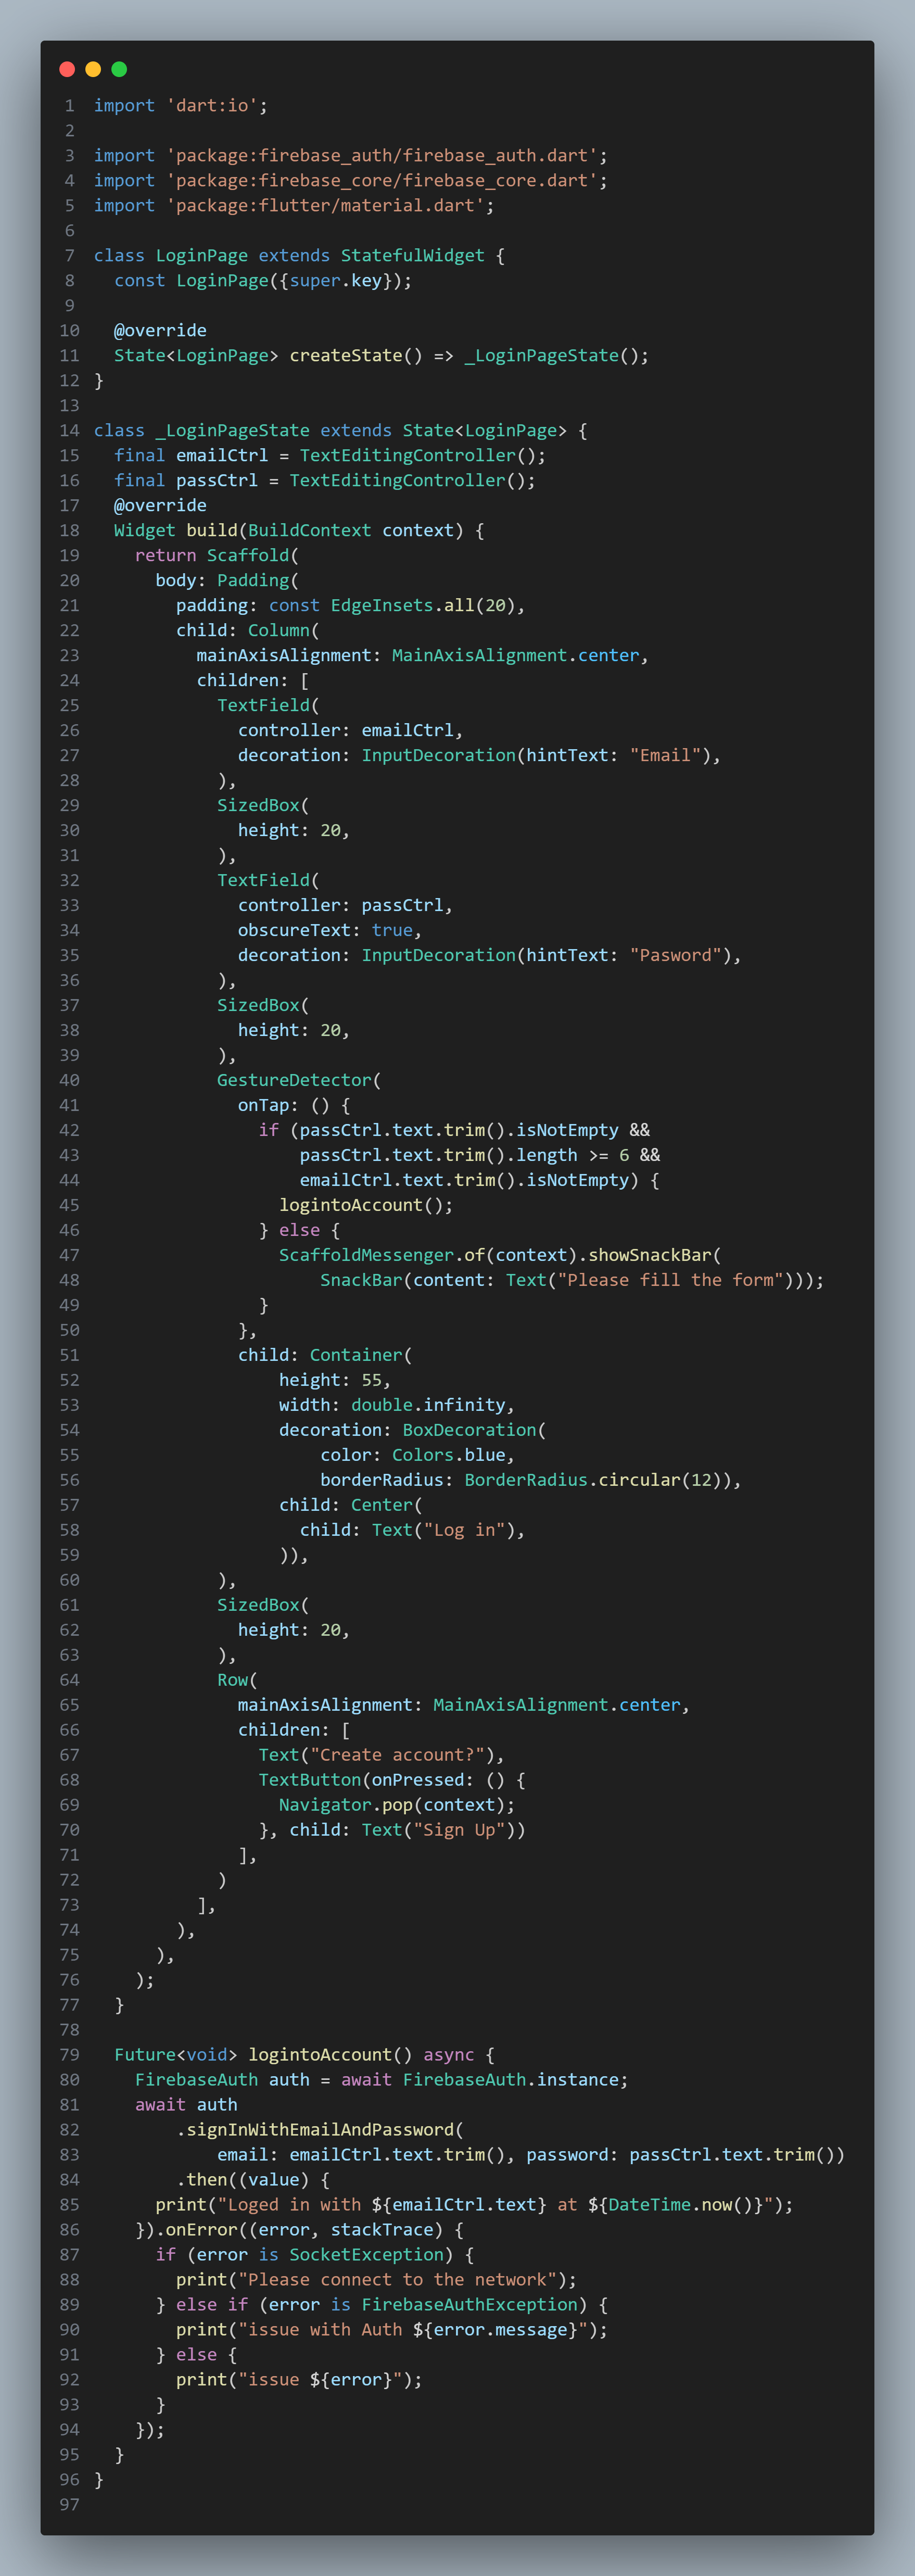 1 import 'dart:io';
2
3 import 'package:firebase_auth/firebase_auth.dart';
4 import 'package:firebase_core/firebase_core.dart';
5 import 'package:flutter/material.dart';
6
7 class LoginPage extends StatefulWidget {
8   const LoginPage({super.key});
9
10   @override
11   State<LoginPage> createState() => _LoginPageState();
12 }
13
14 class _LoginPageState extends State<LoginPage> {
15   final emailCtrl = TextEditingController();
16   final passCtrl = TextEditingController();
17   @override
18   Widget build(BuildContext context) {
19     return Scaffold(
20       body: Padding(
21         padding: const EdgeInsets.all(20),
22         child: Column(
23           mainAxisAlignment: MainAxisAlignment.center,
24           children: [
25             TextField(
26               controller: emailCtrl,
27               decoration: InputDecoration(hintText: "Email"),
28             ),
29             SizedBox(
30               height: 20,
31             ),
32             TextField(
33               controller: passCtrl,
34               obscureText: true,
35               decoration: InputDecoration(hintText: "Pasword"),
36             ),
37             SizedBox(
38               height: 20,
39             ),
40             GestureDetector(
41               onTap: () {
42                 if (passCtrl.text.trim().isNotEmpty &&
43                     passCtrl.text.trim().length >= 6 &&
44                     emailCtrl.text.trim().isNotEmpty) {
45                   logintoAccount();
46                 } else {
47                   ScaffoldMessenger.of(context).showSnackBar(
48                       SnackBar(content: Text("Please fill the form")));
49                 }
50               },
51               child: Container(
52                   height: 55,
53                   width: double.infinity,
54                   decoration: BoxDecoration(
55                       color: Colors.blue,
56                       borderRadius: BorderRadius.circular(12)),
57                   child: Center(
58                     child: Text("Log in"),
59                   )),
60             ),
61             SizedBox(
62               height: 20,
63             ),
64             Row(
65               mainAxisAlignment: MainAxisAlignment.center,
66               children: [
67                 Text("Create account?"),
68                 TextButton(onPressed: () {
69                   Navigator.pop(context);
70                 }, child: Text("Sign Up"))
71               ],
72             )
73           ],
74         ),
75       ),
76     );
77   }
78
79   Future<void> logintoAccount() async {
80     FirebaseAuth auth = await FirebaseAuth.instance;
81     await auth
82         .signInWithEmailAndPassword(
83             email: emailCtrl.text.trim(), password: passCtrl.text.trim())
84         .then((value) {
85       print("Loged in with ${emailCtrl.text} at ${DateTime.now()}");
86     }).onError((error, stackTrace) {
87       if (error is SocketException) {
88         print("Please connect to the network");
89       } else if (error is FirebaseAuthException) {
90         print("issue with Auth ${error.message}");
91       } else {
92         print("issue ${error}");
93       }
94     });
95   }
96 }
97